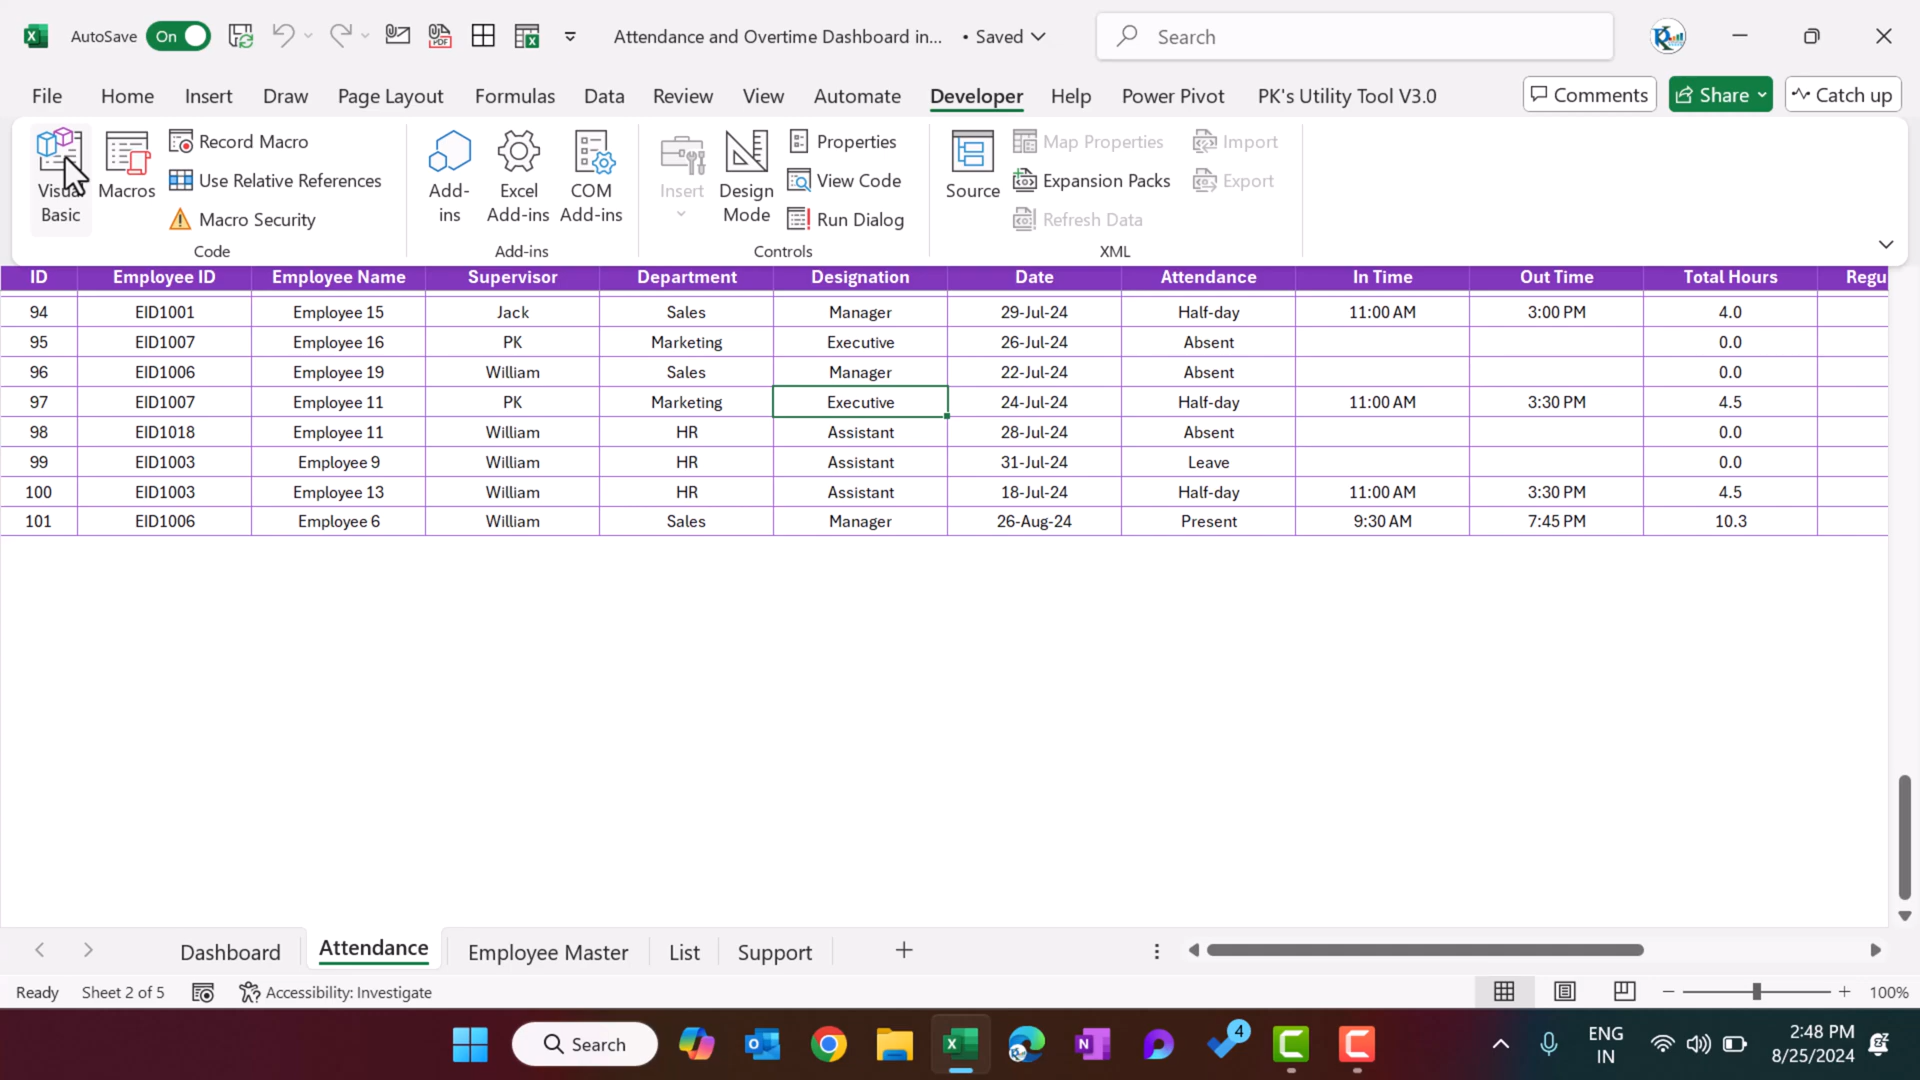 AutoSave On Attendance and Overtime Dashboard in... • Saved Search
File Home Insert Draw Page Layout Formulas Data Review View Automate Developer Help Power Pivot PK's Utility Tool V3.0 Comments Share Catch up
Visual Basic
Macros
Record Macro
Use Relative References
Macro Security
Code
Add-ins
Excel Add-ins
COM Add-ins
Add-ins
Insert
Design Mode
Properties
View Code
Run Dialog
Controls
Source
Map Properties
Expansion Packs
Refresh Data
Import
Export
XML
ID Employee ID Employee Name Supervisor Department Designation Date Attendance In Time Out Time Total Hours Regu
94 EID1001 Employee 15 Jack Sales Manager 29-Jul-24 Half-day 11:00 AM 3:00 PM 4.0
95 EID1007 Employee 16 PK Marketing Executive 26-Jul-24 Absent 0.0
96 EID1006 Employee 19 William Sales Manager 22-Jul-24 Absent 0.0
97 EID1007 Employee 11 PK Marketing Executive 24-Jul-24 Half-day 11:00 AM 3:30 PM 4.5
98 EID1018 Employee 11 William HR Assistant 28-Jul-24 Absent 0.0
99 EID1003 Employee 9 William HR Assistant 31-Jul-24 Leave 0.0
100 EID1003 Employee 13 William HR Assistant 18-Jul-24 Half-day 11:00 AM 3:30 PM 4.5
101 EID1006 Employee 6 William Sales Manager 26-Aug-24 Present 9:30 AM 7:45 PM 10.3
Dashboard Attendance Employee Master List Support
Ready Sheet 2 of 5 Accessibility: Investigate 100%
Search 4 ENG IN 2:48 PM 8/25/2024